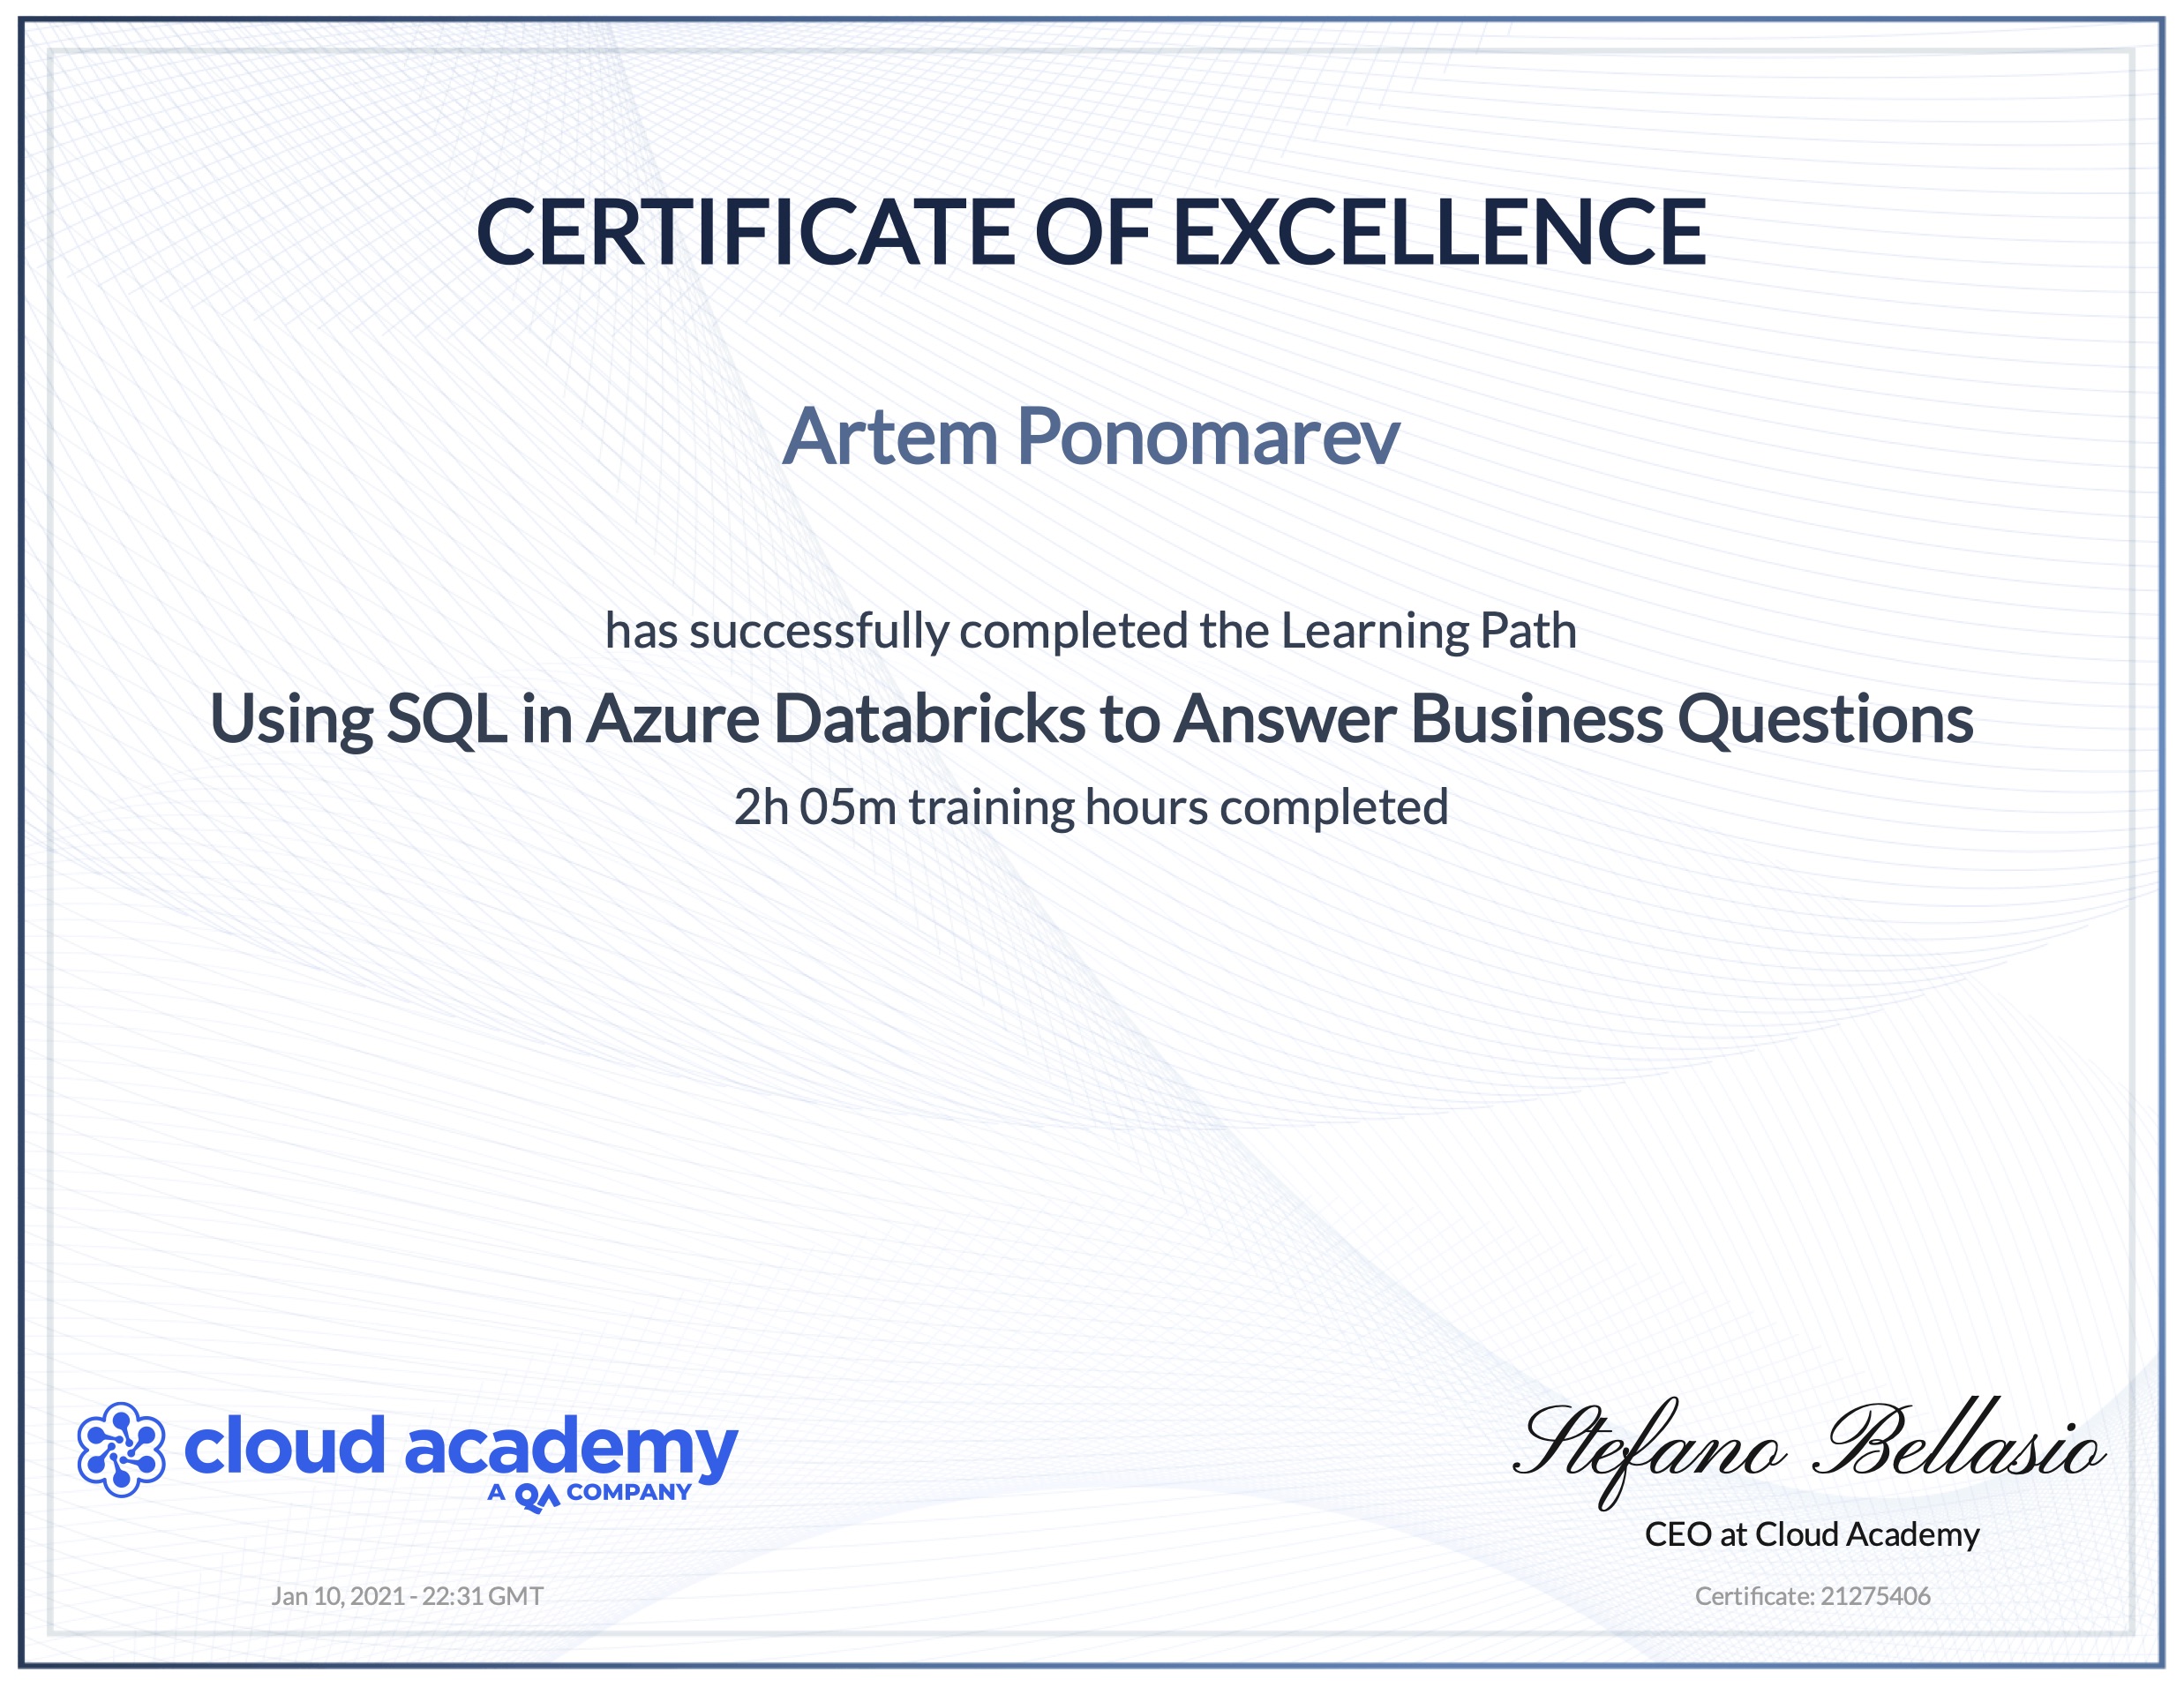 CERTIFICATE OF EXCELLENCE
Artem Ponomarev
has successfully completed the Learning Path
Using SQL in Azure Databricks to Answer Business Questions
2h 05m training hours completed
cloud academy
A QA COMPANY
Stefano Bellasio
CEO at Cloud Academy
Jan 10, 2021 - 22:31 GMT
Certificate: 21275406